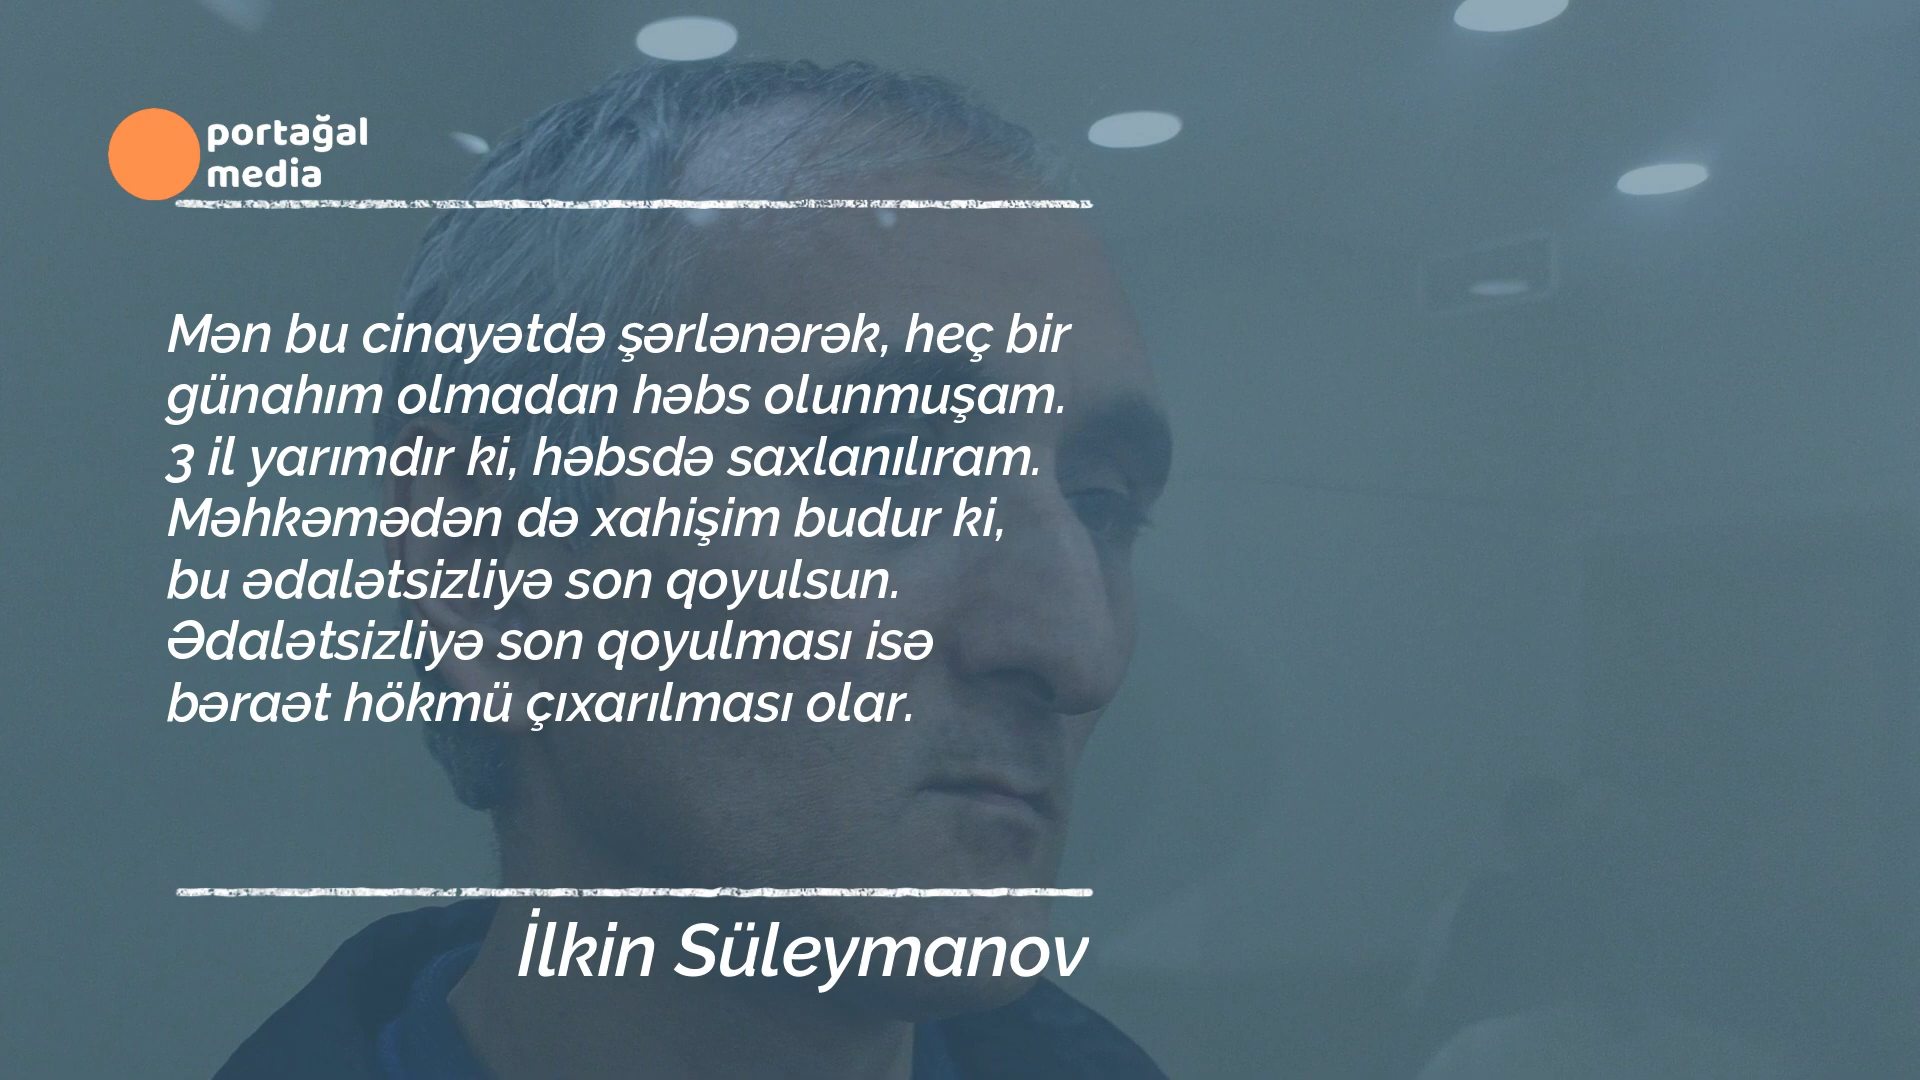 portağal
media
Mən bu cinayətdə şərlənərək, heç bir
günahım olmadan həbs olunmuşam.
3 il yarımdır ki, həbsdə saxlanılıram.
Məhkəmədən də xahişim budur ki,
bu ədalətsizliyə son qoyulsun.
Ədalətsizliyə son qoyulması isə
bəraət hökmü çıxarılması olar.
İlkin Süleymanov